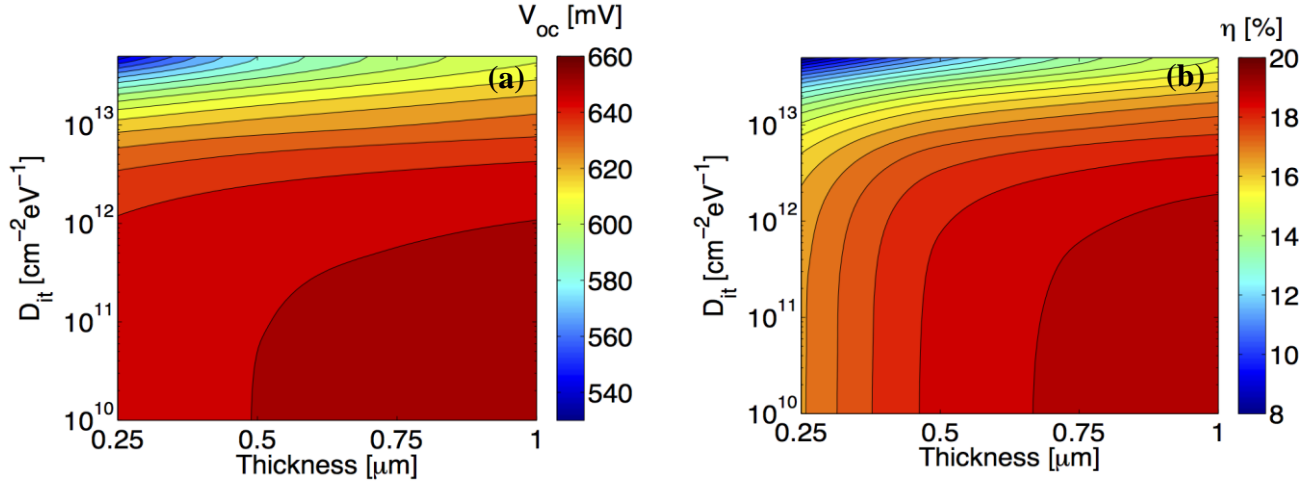 V_oc [mV]
(a)
660
640
620
600
580
560
540
10^13
10^12
10^11
10^10
D_it [cm^−2eV^−1]
0.25 0.5 0.75 1
Thickness [μm]
η [%]
(b)
20
18
16
14
12
10
8
10^13
10^12
10^11
10^10
D_it [cm^−2eV^−1]
0.25 0.5 0.75 1
Thickness [μm]